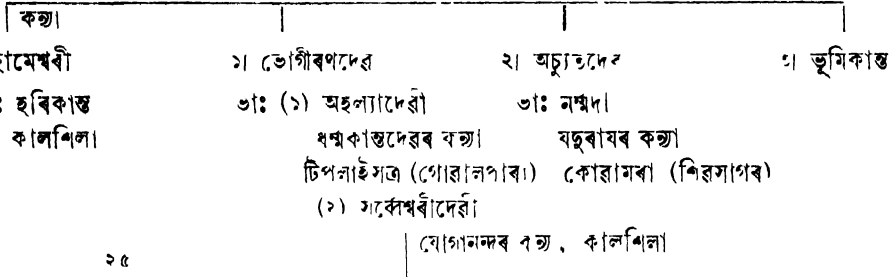 কন্যা
হামেশ্বৰী ১। ভোগীৰথদেৱ ২। অচ্যুতদেৱ ৩। ভূমিকান্ত
: হৰিকান্ত ভাঃ (১) অহল্যাদেৱী ভাঃ নৰ্ম্মদা
কালশিলা ধৰ্ম্মকান্তদেৱৰ কন্যা যদুৰাযৰ কন্যা
টিপলাইসত্ৰ (গোৱালপাৰা) কোৱামৰা (শিৱসাগৰ)
(২) সৰ্ব্বেশ্বৰীদেৱী
যোগানন্দৰ কন্যা, কালশিলা
২৫